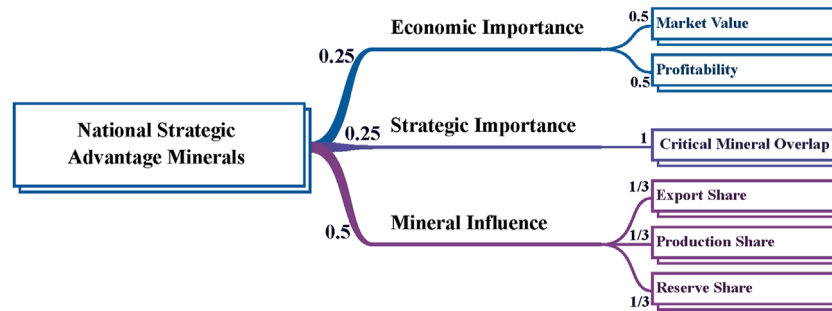 Economic Importance
0.5
Market Value
0.25
0.5
Profitability
National Strategic
Advantage Minerals
0.25
Strategic Importance
1
Critical Mineral Overlap
0.5
Mineral Influence
1/3
Export Share
1/3
Production Share
1/3
Reserve Share